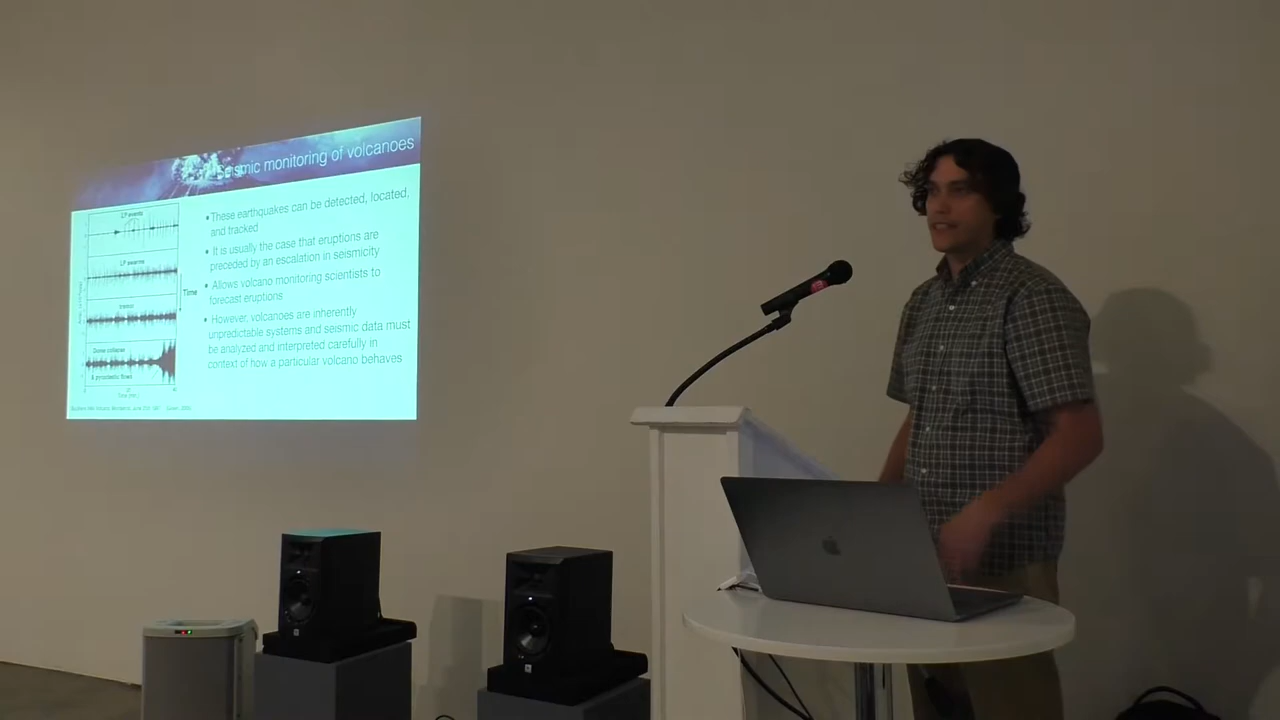 Seismic monitoring of volcanoes
LP events
LP swarms
tremor
Dome collapse
& pyroclastic flows
Time
•These earthquakes can be detected, located,
and tracked
• It is usually the case that eruptions are
preceded by an escalation in seismicity
• Allows volcano monitoring scientists to
forecast eruptions
• However, volcanoes are inherently
unpredictable systems and seismic data must
be analyzed and interpreted carefully in
context of how a particular volcano behaves